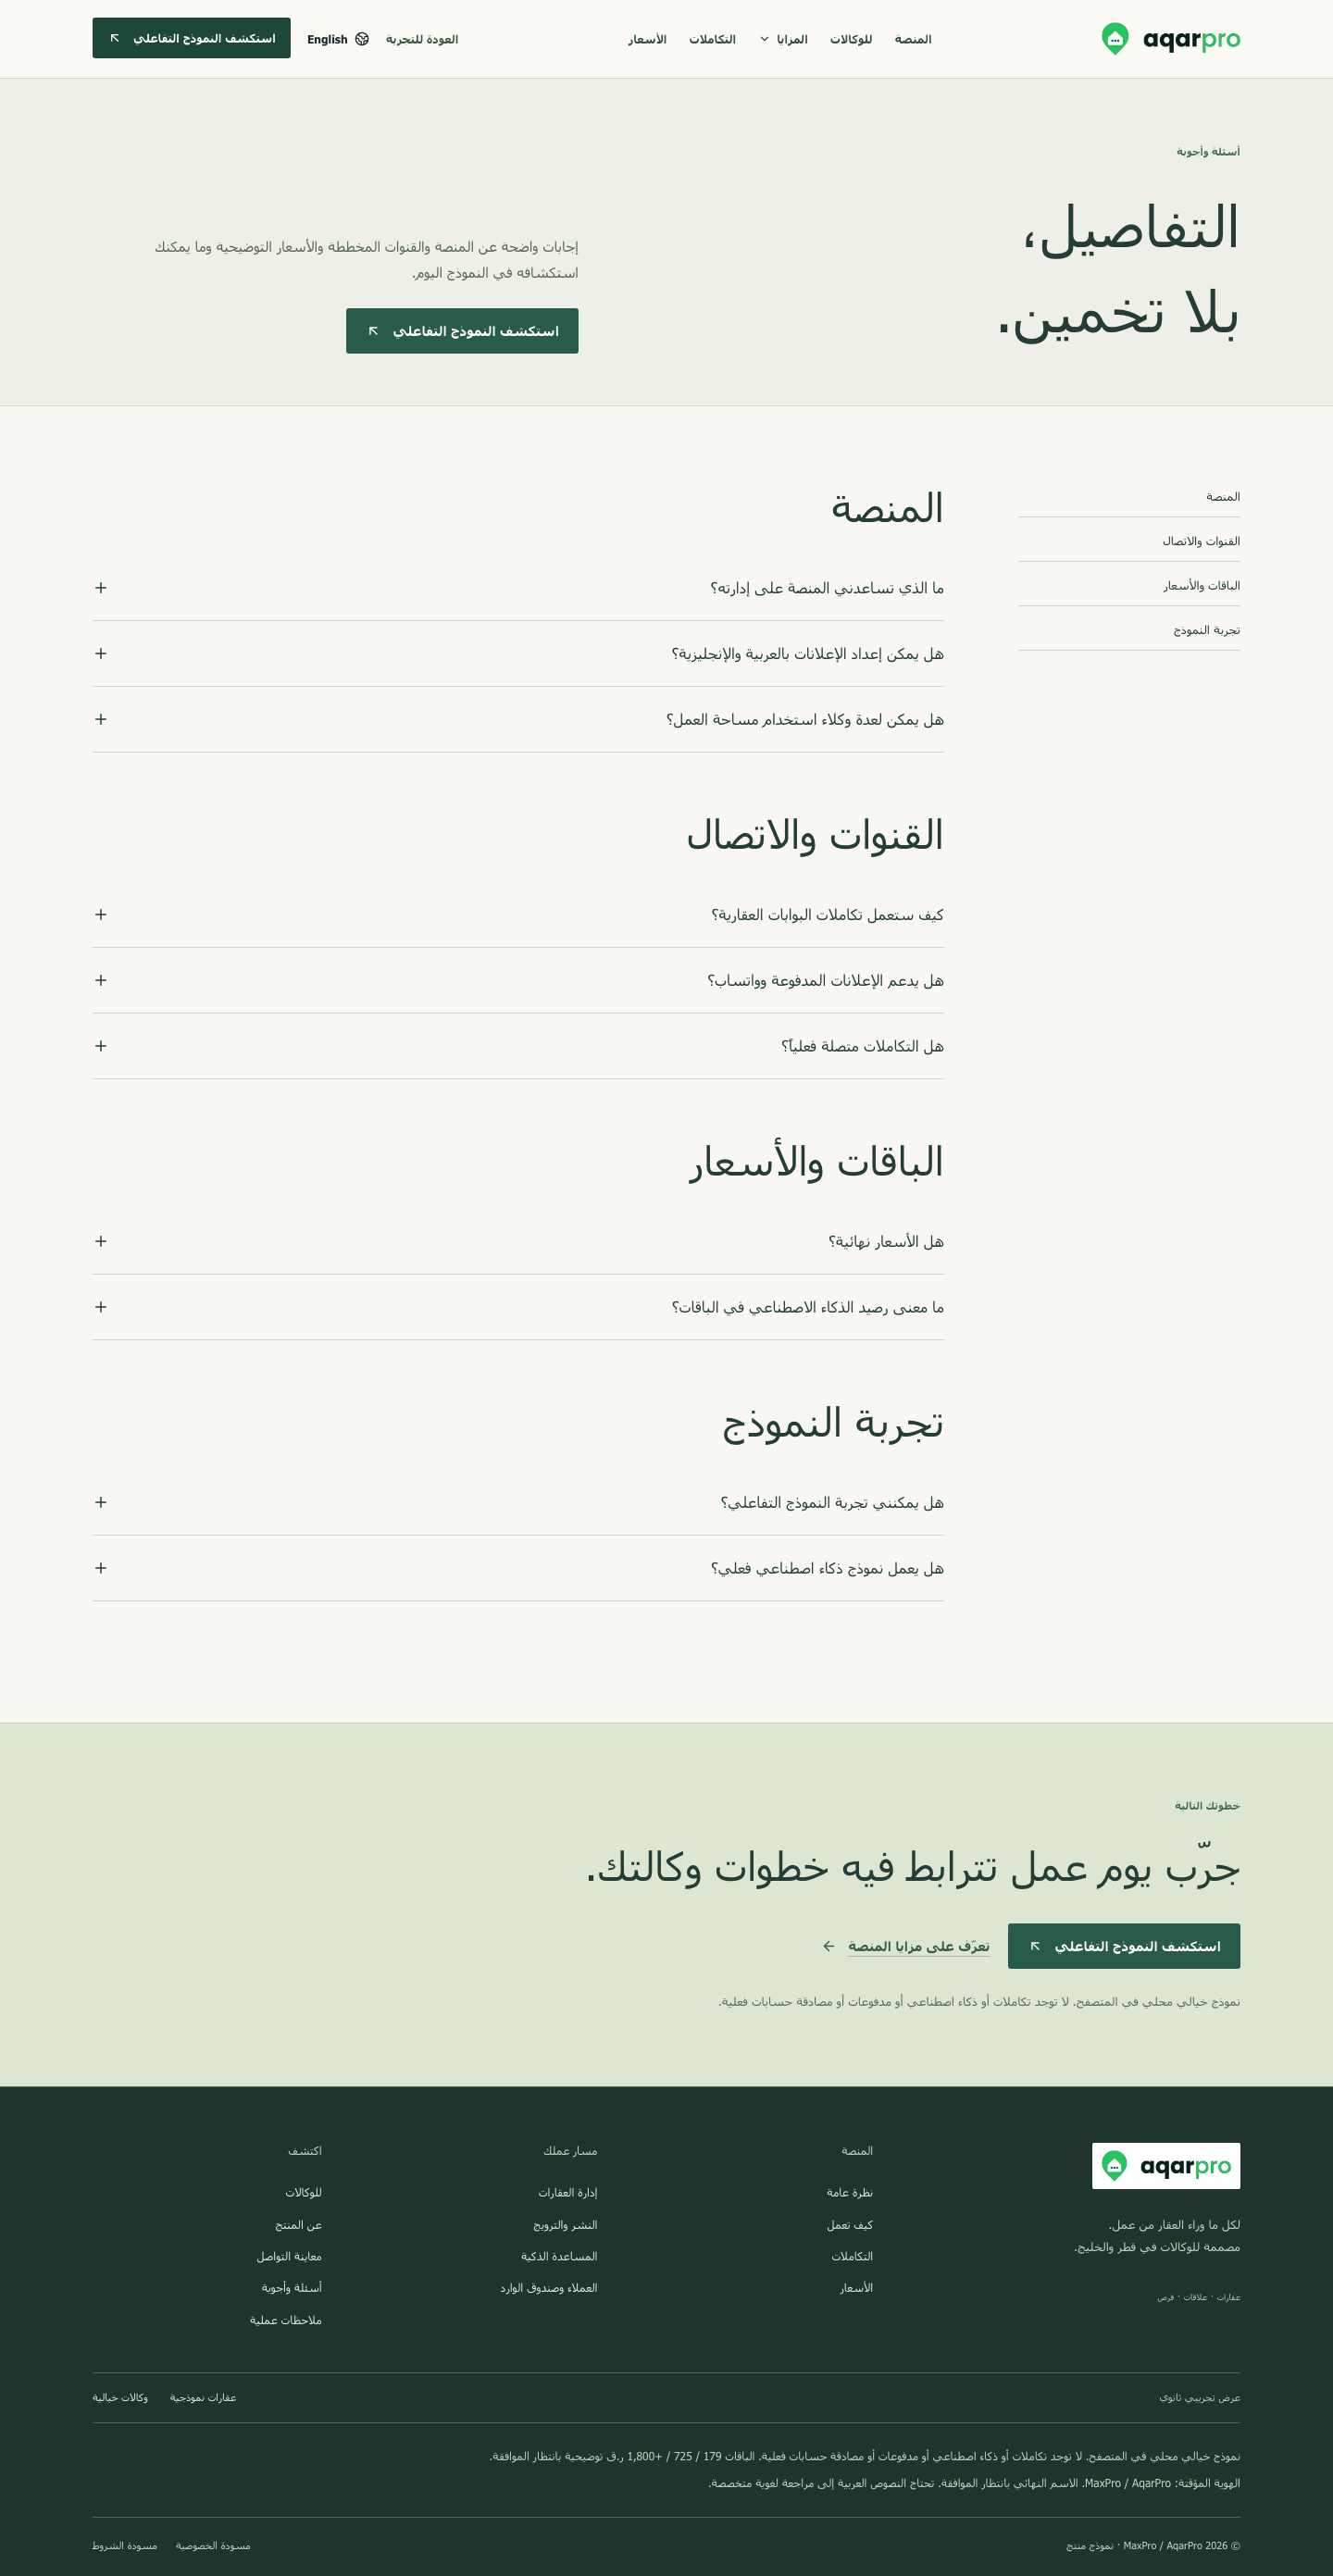 aqarpro
المنصة
للوكالات
المزايا
التكاملات
الأسعار
العودة للتجربة
English
استكشف النموذج التفاعلي
أسئلة وأجوبة
التفاصيل،
بلا تخمين.
إجابات واضحة عن المنصة والقنوات المخططة والأسعار التوضيحية وما يمكنك
استكشافه في النموذج اليوم.
استكشف النموذج التفاعلي
المنصة
القنوات والاتصال
الباقات والأسعار
تجربة النموذج
المنصة
ما الذي تساعدني المنصة على إدارته؟
هل يمكن إعداد الإعلانات بالعربية والإنجليزية؟
هل يمكن لعدة وكلاء استخدام مساحة العمل؟
القنوات والاتصال
كيف ستعمل تكاملات البوابات العقارية؟
هل يدعم الإعلانات المدفوعة وواتساب؟
هل التكاملات متصلة فعلياً؟
الباقات والأسعار
هل الأسعار نهائية؟
ما معنى رصيد الذكاء الاصطناعي في الباقات؟
تجربة النموذج
هل يمكنني تجربة النموذج التفاعلي؟
هل يعمل نموذج ذكاء اصطناعي فعلي؟
خطوتك التالية
جرّب يوم عمل تترابط فيه خطوات وكالتك.
استكشف النموذج التفاعلي
تعرّف على مزايا المنصة
نموذج خيالي محلي في المتصفح. لا توجد تكاملات أو ذكاء اصطناعي أو مدفوعات أو مصادقة حسابات فعلية.
aqarpro
لكل ما وراء العقار من عمل.
مصممة للوكالات في قطر والخليج.
عقارات · علاقات · فرص
المنصة
نظرة عامة
كيف تعمل
التكاملات
الأسعار
مسار عملك
إدارة العقارات
النشر والترويج
المساعدة الذكية
العملاء وصندوق الوارد
اكتشف
للوكالات
عن المنتج
معاينة التواصل
أسئلة وأجوبة
ملاحظات عملية
عرض تجريبي ثانوي
عقارات نموذجية
وكالات خيالية
نموذج خيالي محلي في المتصفح. لا توجد تكاملات أو ذكاء اصطناعي أو مدفوعات أو مصادقة حسابات فعلية. الباقات 179 / 725 / +1,800 ر.ق توضيحية بانتظار الموافقة.
الهوية المؤقتة: MaxPro / AqarPro. الاسم النهائي بانتظار الموافقة. تحتاج النصوص العربية إلى مراجعة لغوية متخصصة.
© 2026 MaxPro / AqarPro · نموذج منتج
مسودة الخصوصية
مسودة الشروط